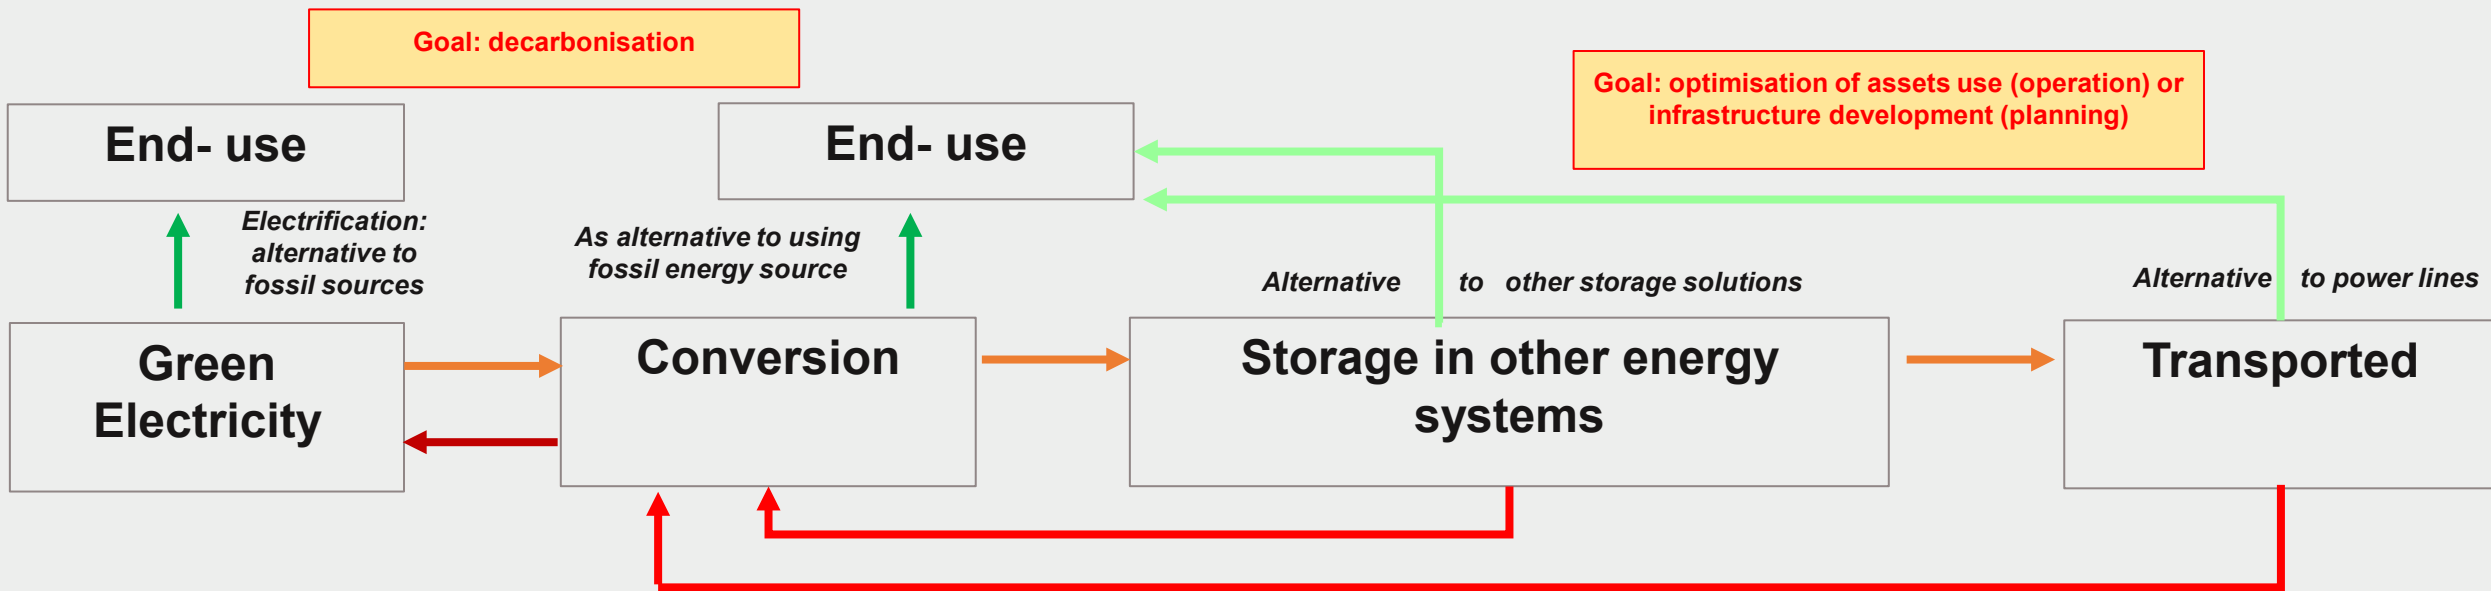 Goal: decarbonisation
Goal: optimisation of assets use (operation) or
infrastructure development (planning)
End- use
End- use
Electrification:
alternative to
fossil sources
As alternative to using
fossil energy source
Alternative to other storage solutions
Alternative to power lines
Green
Electricity
Conversion
Storage in other energy
systems
Transported